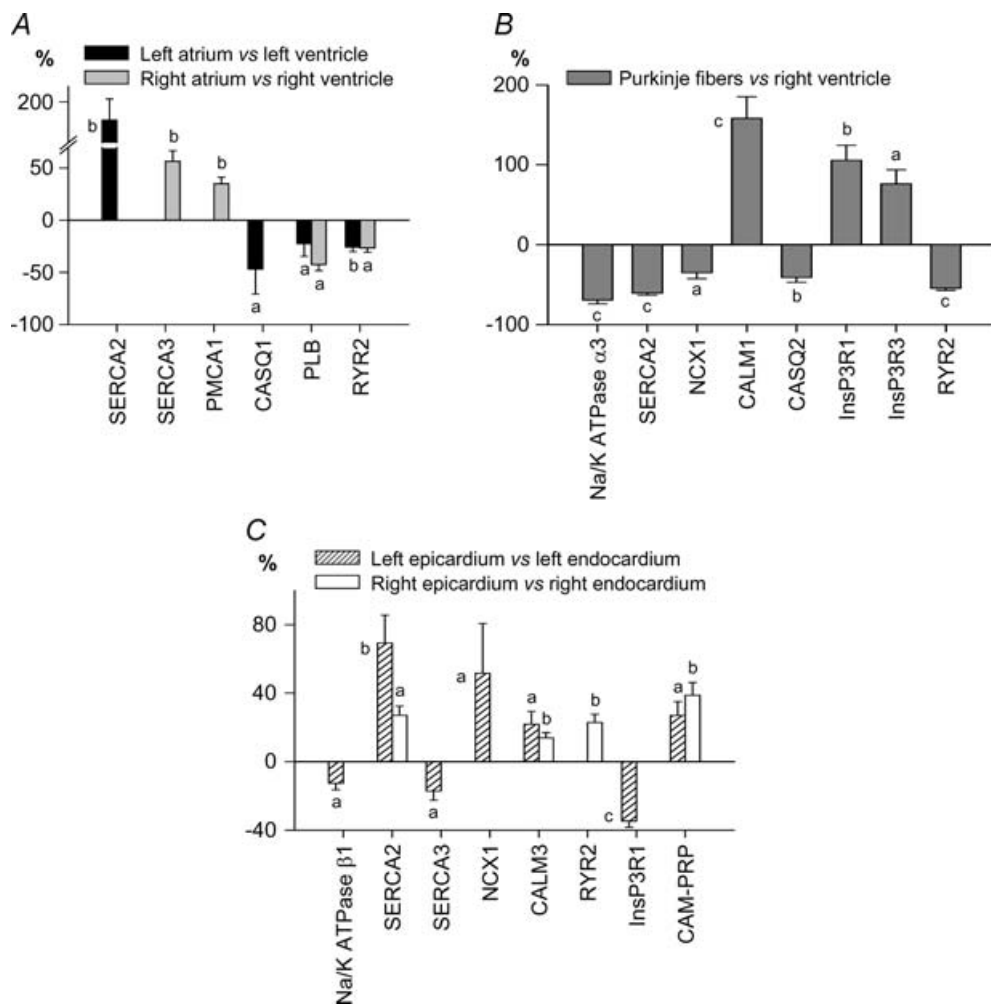 A
%
Left atrium vs left ventricle
Right atrium vs right ventricle
200
50
0
-50
-100
b
b
b
a
a
a
b
a
SERCA2
SERCA3
PMCA1
CASQ1
PLB
RYR2
B
%
Purkinje fibers vs right ventricle
200
100
0
-100
c
c
a
c
b
b
a
c
Na/K ATPase α3
SERCA2
NCX1
CALM1
CASQ2
InsP3R1
InsP3R3
RYR2
C
%
Left epicardium vs left endocardium
Right epicardium vs right endocardium
80
40
0
-40
a
b
a
a
a
a
b
b
c
a
b
Na/K ATPase β1
SERCA2
SERCA3
NCX1
CALM3
RYR2
InsP3R1
CAM-PRP